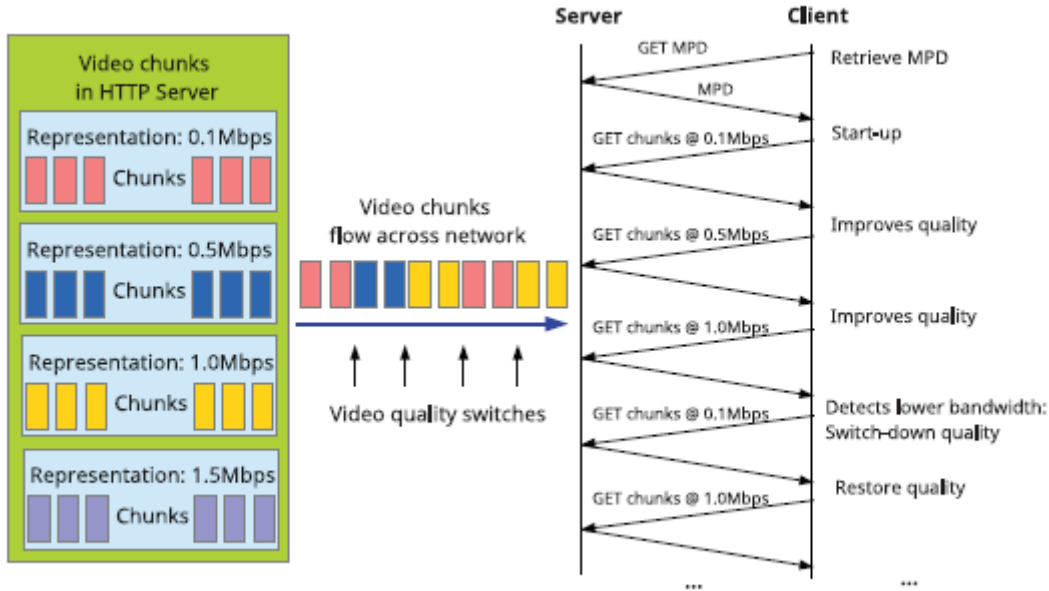 Video chunks
in HTTP Server
Representation: 0.1Mbps
Chunks
Representation: 0.5Mbps
Chunks
Representation: 1.0Mbps
Chunks
Representation: 1.5Mbps
Chunks
Video chunks
flow across network
Video quality switches
Server
Client
GET MPD
Retrieve MPD
MPD
GET chunks @ 0.1Mbps
Start-up
GET chunks @ 0.5Mbps
Improves quality
GET chunks @ 1.0Mbps
Improves quality
GET chunks @ 0.1Mbps
Detects lower bandwidth:
Switch-down quality
GET chunks @ 1.0Mbps
Restore quality
...
...